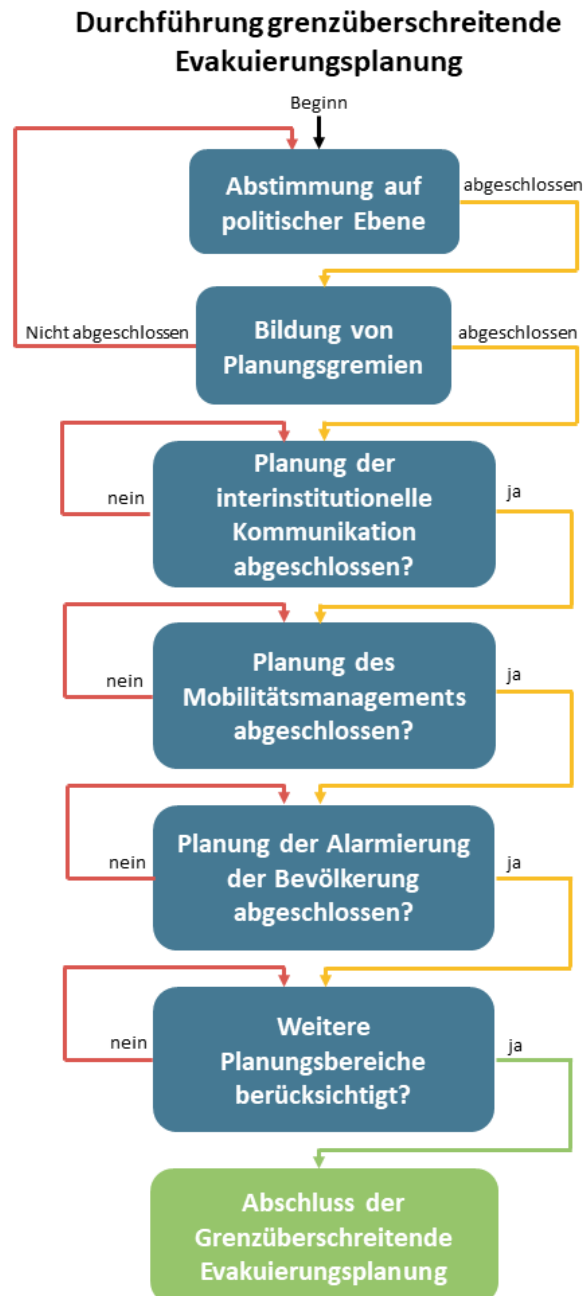 Durchführung grenzüberschreitende
Evakuierungsplanung
Beginn
Abstimmung auf
politischer Ebene
abgeschlossen
Nicht abgeschlossen
Bildung von
Planungsgremien
abgeschlossen
Planung der
interinstitutionelle
Kommunikation
abgeschlossen?
nein
ja
Planung des
Mobilitätsmanagements
abgeschlossen?
nein
ja
Planung der Alarmierung
der Bevölkerung
abgeschlossen?
nein
ja
Weitere
Planungsbereiche
berücksichtigt?
nein
ja
Abschluss der
Grenzüberschreitende
Evakuierungsplanung